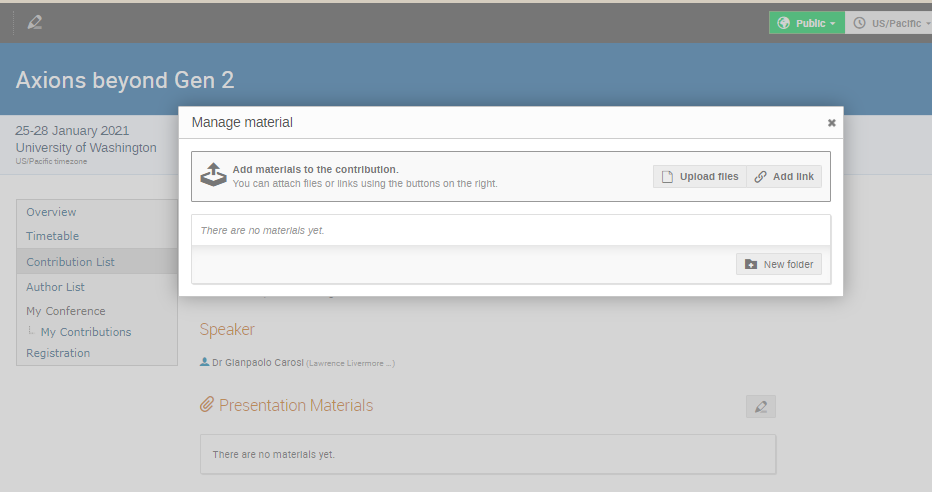 Public
US/Pacific
Axions beyond Gen 2
25-28 January 2021
University of Washington
US/Pacific timezone
Manage material
Add materials to the contribution.
You can attach files or links using the buttons on the right.
Upload files
Add link
There are no materials yet.
New folder
Overview
Timetable
Contribution List
Author List
My Conference
My Contributions
Registration
Speaker
Dr Gianpaolo Carosi (Lawrence Livermore ...)
Presentation Materials
There are no materials yet.